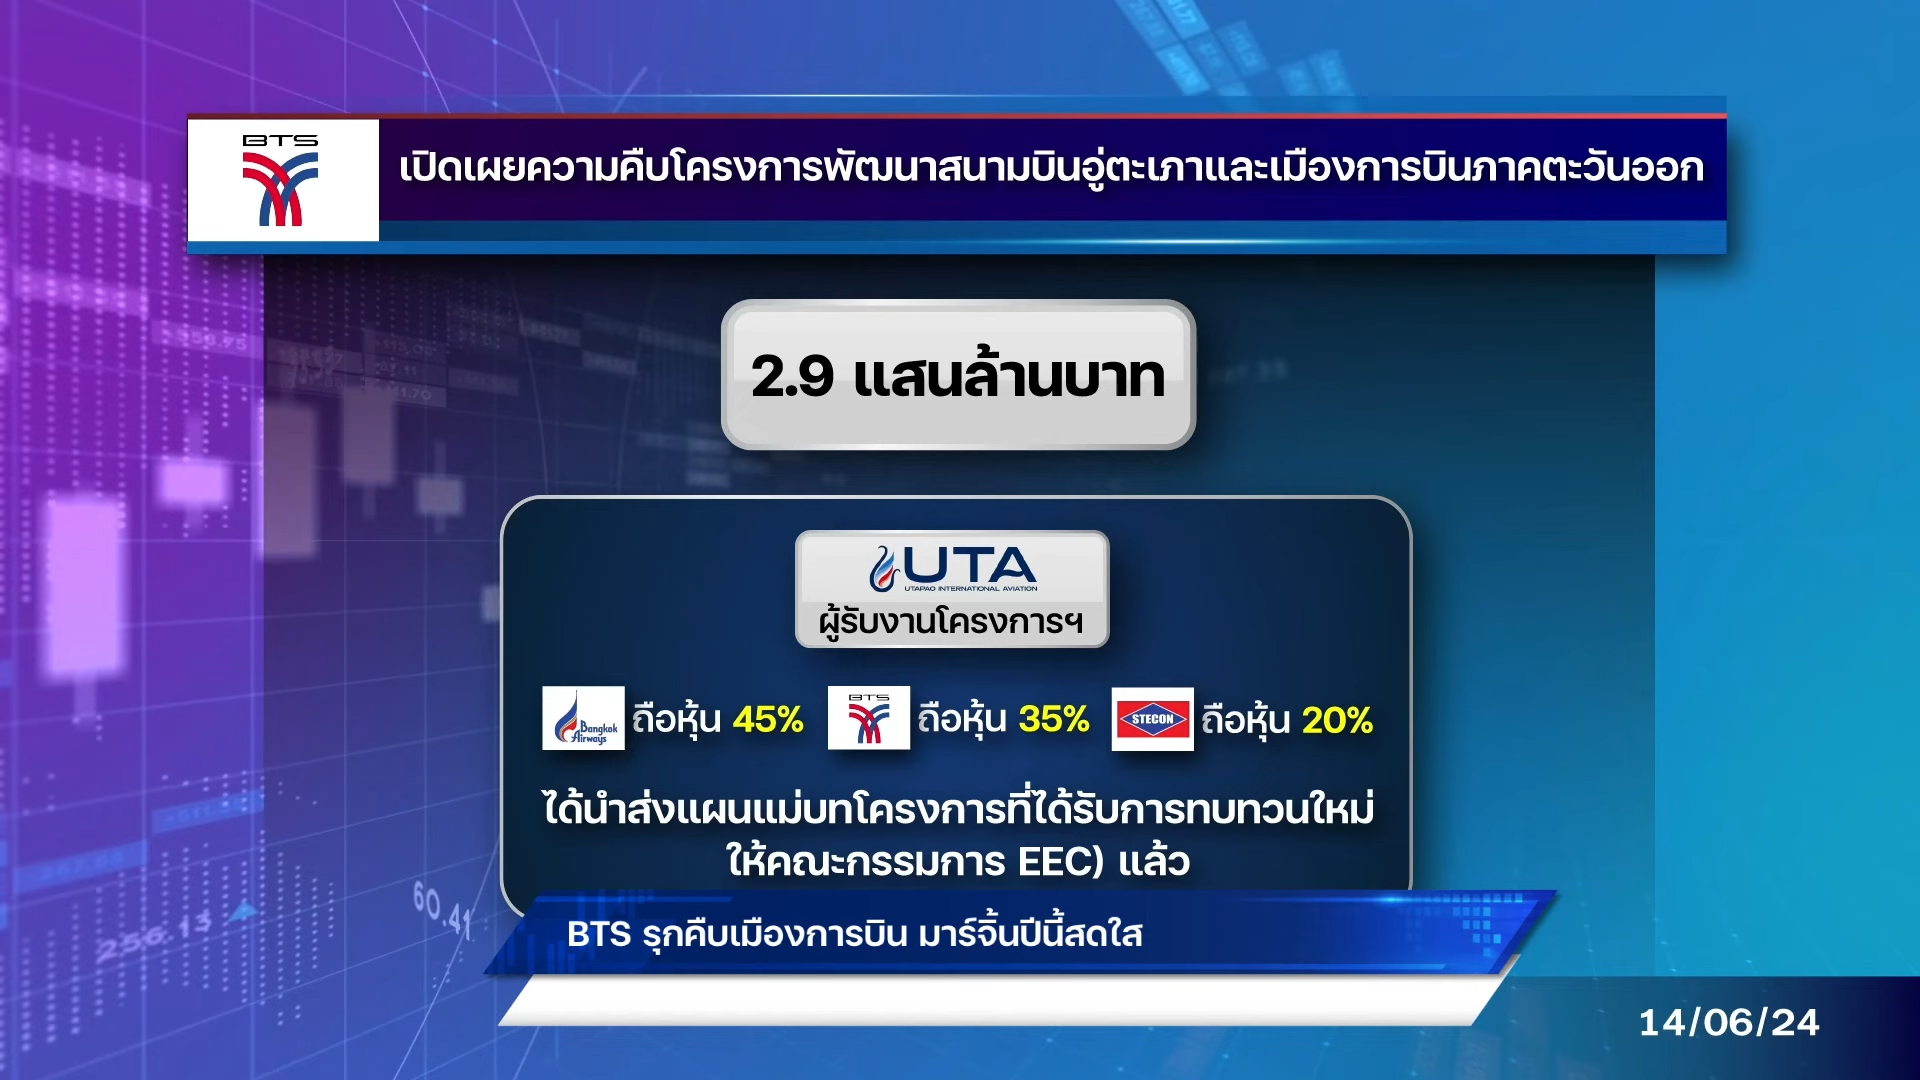 BTS
เปิดเผยความคืบโครงการพัฒนาสนามบินอู่ตะเภาและเมืองการบินภาคตะวันออก
2.9 แสนล้านบาท
UTA
UTAPAO INTERNATIONAL AVIATION
ผู้รับงานโครงการฯ
Bangkok Airways ถือหุ้น 45% BTS ถือหุ้น 35% STECON ถือหุ้น 20%
ได้นำส่งแผนแม่บทโครงการที่ได้รับการทบทวนใหม่
ให้คณะกรรมการ EEC) แล้ว
60.41
256.13
BTS รุกคืบเมืองการบิน มาร์จิ้นปีนี้สดใส
14/06/24